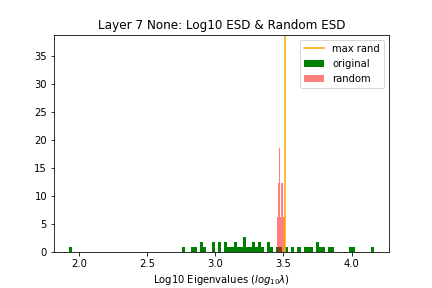 Layer 7 None: Log10 ESD & Random ESD
35
30
25
20
15
10
5
0
max rand
original
random
2.0 2.5 3.0 3.5 4.0
Log10 Eigenvalues (log₁₀λ)